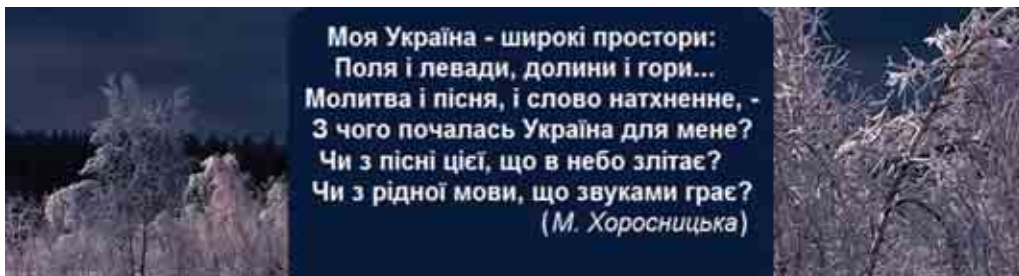 Моя Україна - широкі простори:
Поля і левади, долини і гори...
Молитва і пісня, і слово натхненне, -
З чого почалась Україна для мене?
Чи з пісні цієї, що в небо злітає?
Чи з рідної мови, що звуками грає?
(М. Хоросницька)